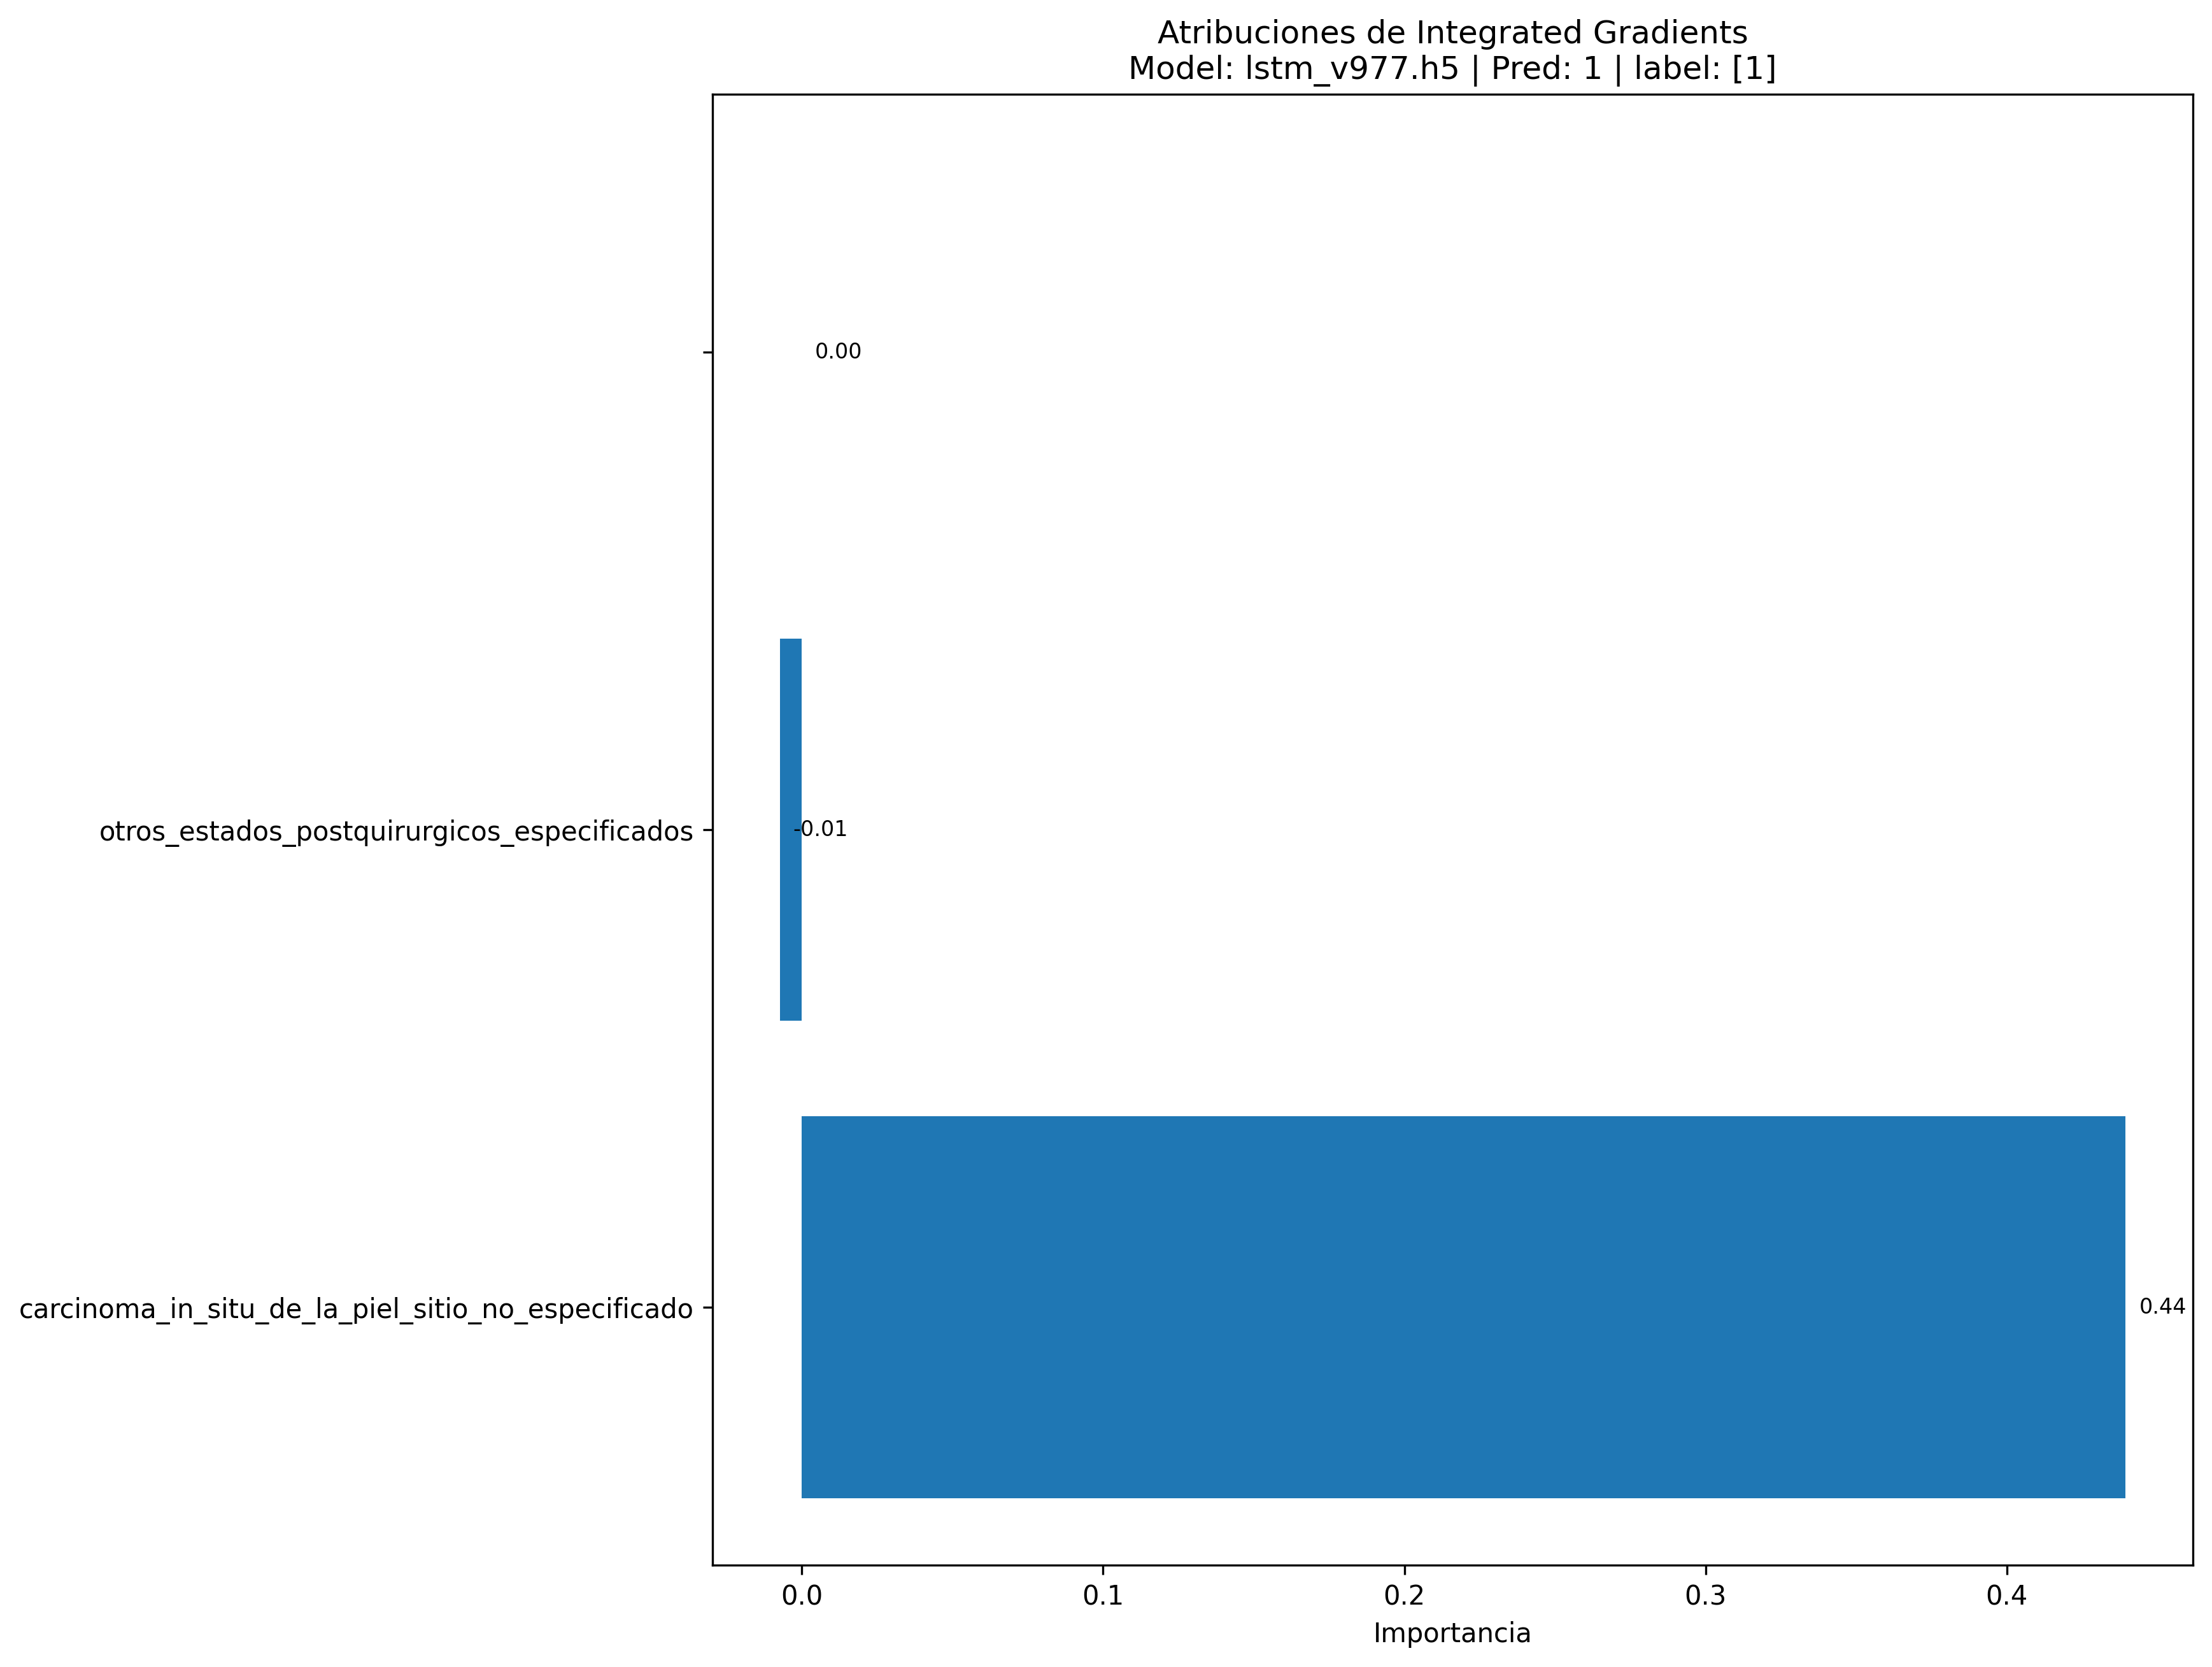 Atribuciones de Integrated Gradients
Model: lstm_v977.h5 | Pred: 1 | label: [1]
0.00
otros_estados_postquirurgicos_especificados
-0.01
carcinoma_in_situ_de_la_piel_sitio_no_especificado
0.44
0.0 0.1 0.2 0.3 0.4
Importancia